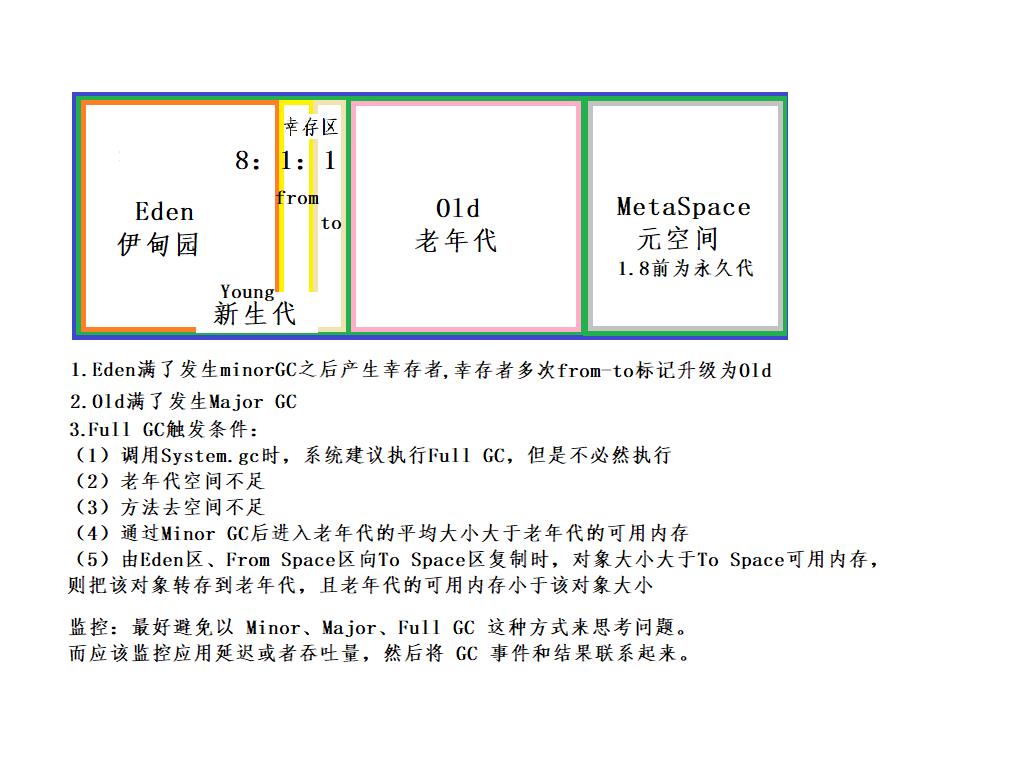 幸存区
8: 1: 1
from
to
Eden
伊甸园
Young
新生代
Old
老年代
MetaSpace
元空间
1.8前为永久代
1.Eden满了发生minorGC之后产生幸存者,幸存者多次from-to标记升级为Old
2.Old满了发生Major GC
3.Full GC触发条件:
（1）调用System.gc时，系统建议执行Full GC，但是不必然执行
（2）老年代空间不足
（3）方法去空间不足
（4）通过Minor GC后进入老年代的平均大小大于老年代的可用内存
（5）由Eden区、From Space区向To Space区复制时，对象大小大于To Space可用内存，
则把该对象转存到老年代，且老年代的可用内存小于该对象大小
监控：最好避免以 Minor、Major、Full GC 这种方式来思考问题。
而应该监控应用延迟或者吞吐量，然后将 GC 事件和结果联系起来。